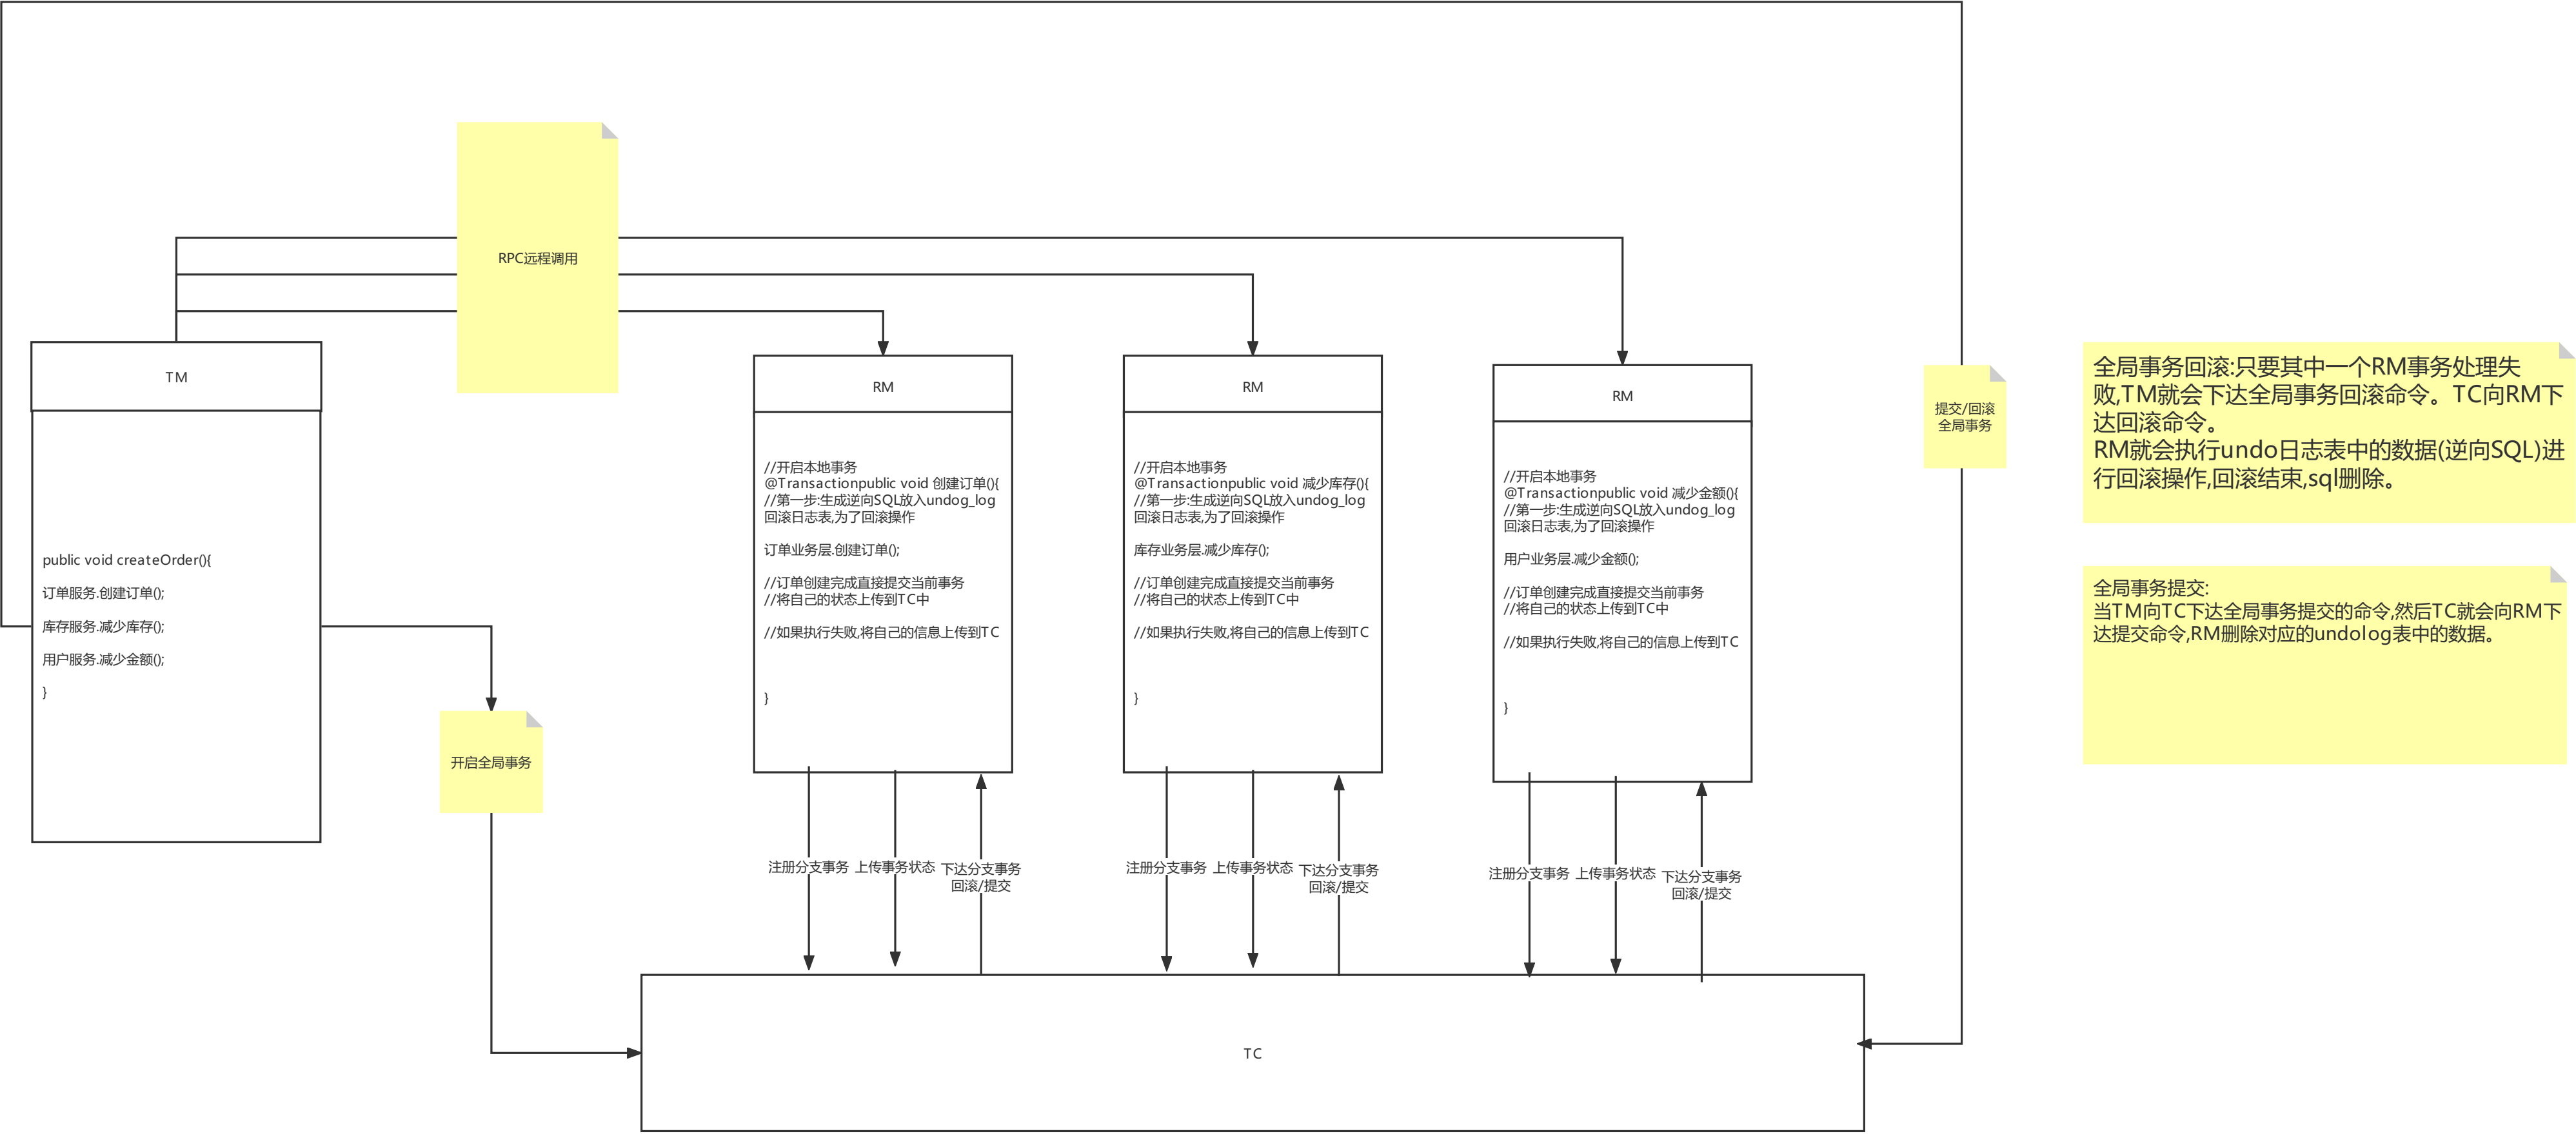 RPC远程调用
TM
public void createOrder(){
订单服务.创建订单();
库存服务.减少库存();
用户服务.减少金额();
}
开启全局事务
RM
//开启本地事务
@Transactionpublic void 创建订单(){
//第一步:生成逆向SQL放入undog_log
回滚日志表,为了回滚操作
订单业务层.创建订单();
//订单创建完成直接提交当前事务
//将自己的状态上传到TC中
//如果执行失败,将自己的信息上传到TC
}
RM
//开启本地事务
@Transactionpublic void 减少库存(){
//第一步:生成逆向SQL放入undog_log
回滚日志表,为了回滚操作
库存业务层.减少库存();
//订单创建完成直接提交当前事务
//将自己的状态上传到TC中
//如果执行失败,将自己的信息上传到TC
}
RM
//开启本地事务
@Transactionpublic void 减少金额(){
//第一步:生成逆向SQL放入undog_log
回滚日志表,为了回滚操作
用户业务层.减少金额();
//订单创建完成直接提交当前事务
//将自己的状态上传到TC中
//如果执行失败,将自己的信息上传到TC
}
提交/回滚
全局事务
全局事务回滚:只要其中一个RM事务处理失
败,TM就会下达全局事务回滚命令。TC向RM下
达回滚命令。
RM就会执行undo日志表中的数据(逆向SQL)进
行回滚操作,回滚结束,sql删除。
全局事务提交:
当TM向TC下达全局事务提交的命令,然后TC就会向RM下
达提交命令,RM删除对应的undolog表中的数据。
注册分支事务
上传事务状态
下达分支事务
回滚/提交
注册分支事务
上传事务状态
下达分支事务
回滚/提交
注册分支事务
上传事务状态
下达分支事务
回滚/提交
TC